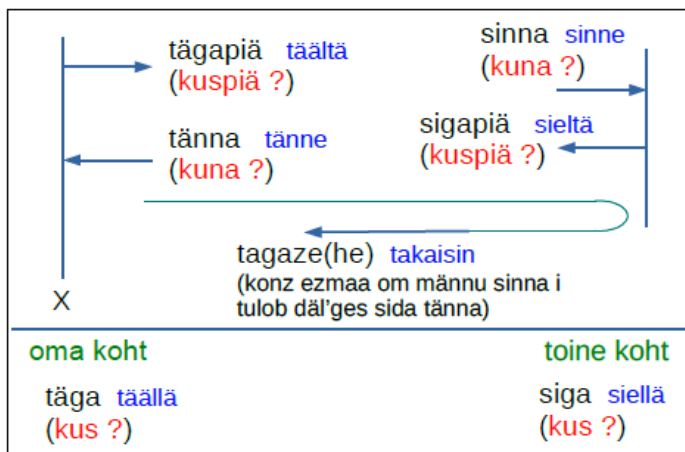 tägapiä täältä
(kuspiä ?)
sinna sinne
(kuna ?)
tänna tänne
(kuna ?)
sigapiä sieltä
(kuspiä ?)
tagaze(he) takaisin
(konz ezmaa om männu sinna i
tulob däl'ges sida tänna)
X
oma koht
toine koht
täga täällä
(kus ?)
siga siellä
(kus ?)